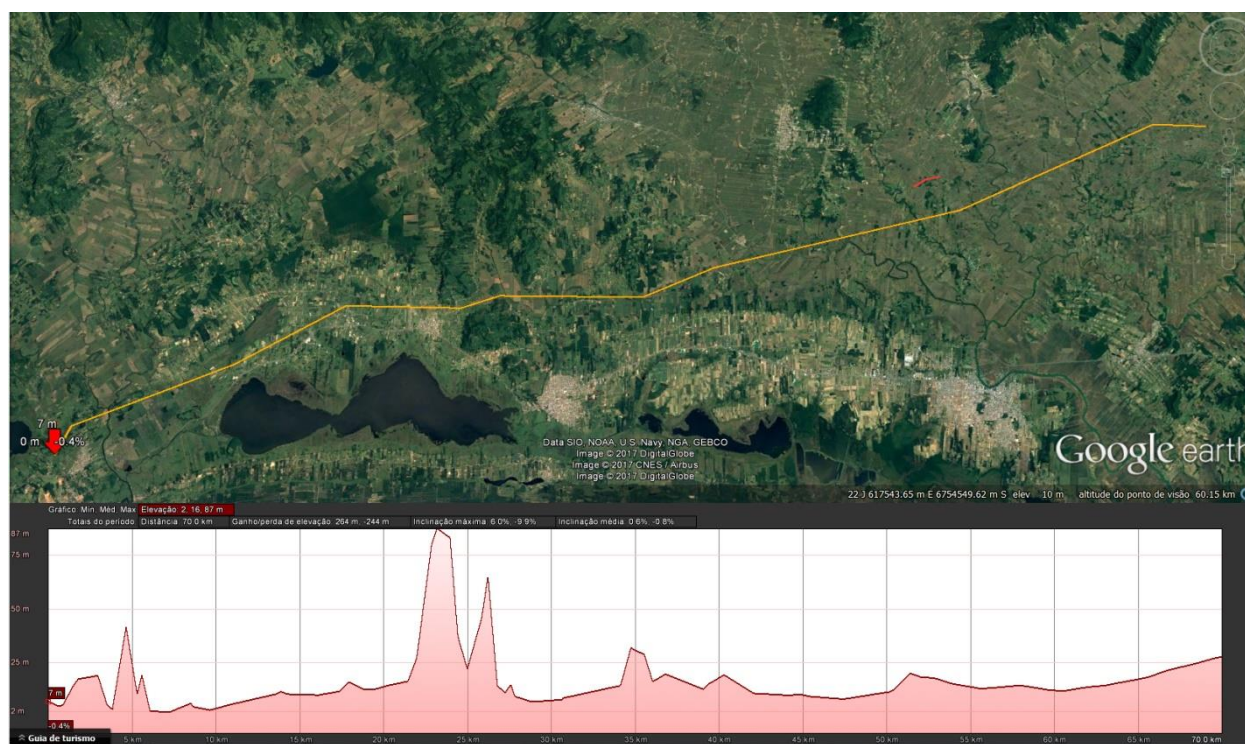 7 m
0 m -0.4%
Data SIO, NOAA, U.S. Navy, NGA, GEBCO
Image © 2017 DigitalGlobe
Image © 2017 CNES / Airbus
Image © 2017 DigitalGlobe
Google earth
22 J 617543.65 m E 6754549.62 m S elev 10 m altitude do ponto de visão 60.15 km
Gráfico: Min, Méd, Max Elevação: 2, 16, 87 m
Totais do período Distância: 70.0 km Ganho/perda de elevação: 264 m, -244 m Inclinação máxima: 6.0%, -9.9% Inclinação média: 0.6%, -0.8%
87 m
75 m
50 m
25 m
7 m
2 m
-0.4%
Guia de turismo
5 km 10 km 15 km 20 km 25 km 30 km 35 km 40 km 45 km 50 km 55 km 60 km 65 km 70.0 km